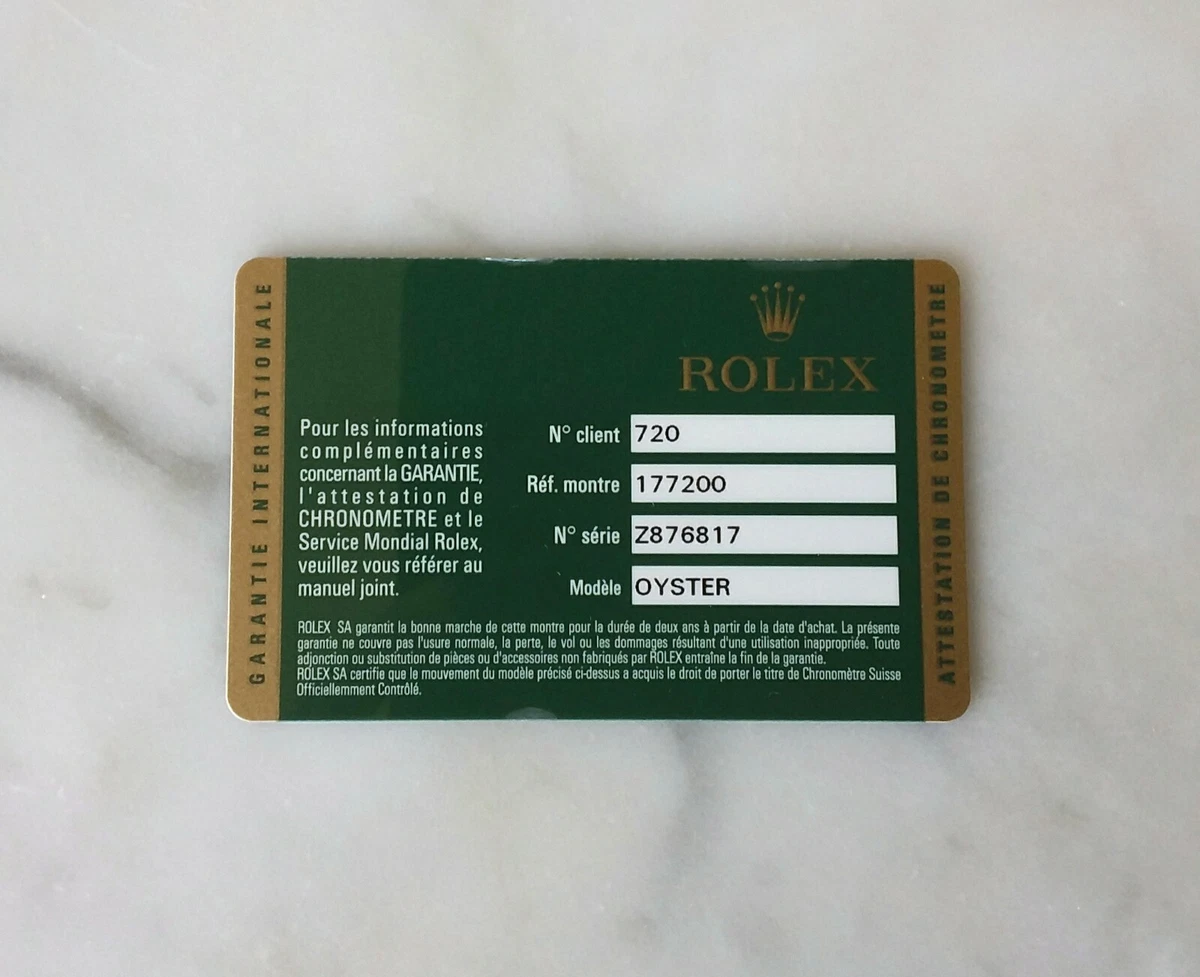 GARANTIE INTERNATIONALE
ROLEX
Pour les informations
complémentaires
concernant la GARANTIE,
l'attestation de
CHRONOMETRE et le
Service Mondial Rolex,
veuillez vous référer au
manuel joint.
N° client 720
Réf. montre 177200
N° série Z876817
Modèle OYSTER
ROLEX SA garantit la bonne marche de cette montre pour la durée de deux ans à partir de la date d'achat. La présente
garantie ne couvre pas l'usure normale, la perte, le vol ou les dommages résultant d'une utilisation inappropriée. Toute
adjonction ou substitution de pièces ou d'accessoires non fabriqués par ROLEX entraîne la fin de la garantie.
ROLEX SA certifie que le mouvement du modèle précisé ci-dessus a acquis le droit de porter le titre de Chronomètre Suisse
Officiellemment Contrôlé.
ATTESTATION DE CHRONOMETRE